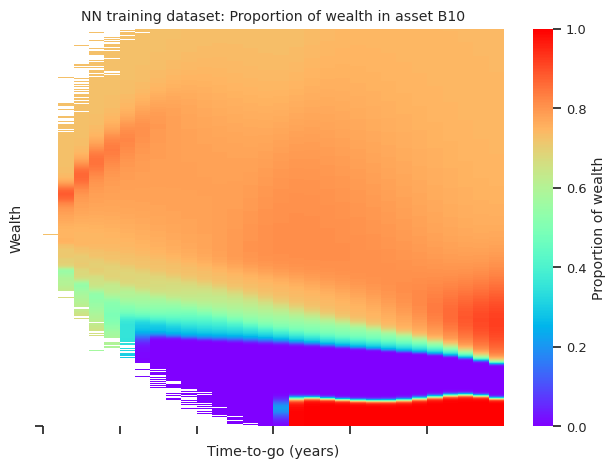 NN training dataset: Proportion of wealth in asset B10
Wealth
Time-to-go (years)
1.0
0.8
0.6
0.4
0.2
0.0
Proportion of wealth